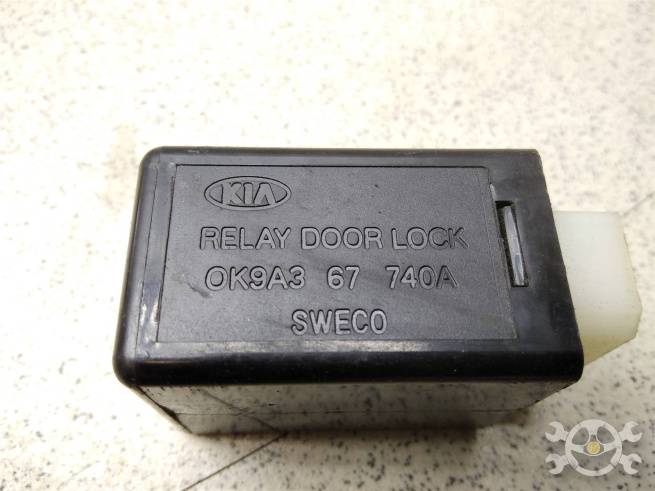 KIA
RELAY DOOR LOCK
OK9A3 67 740A
SWECO